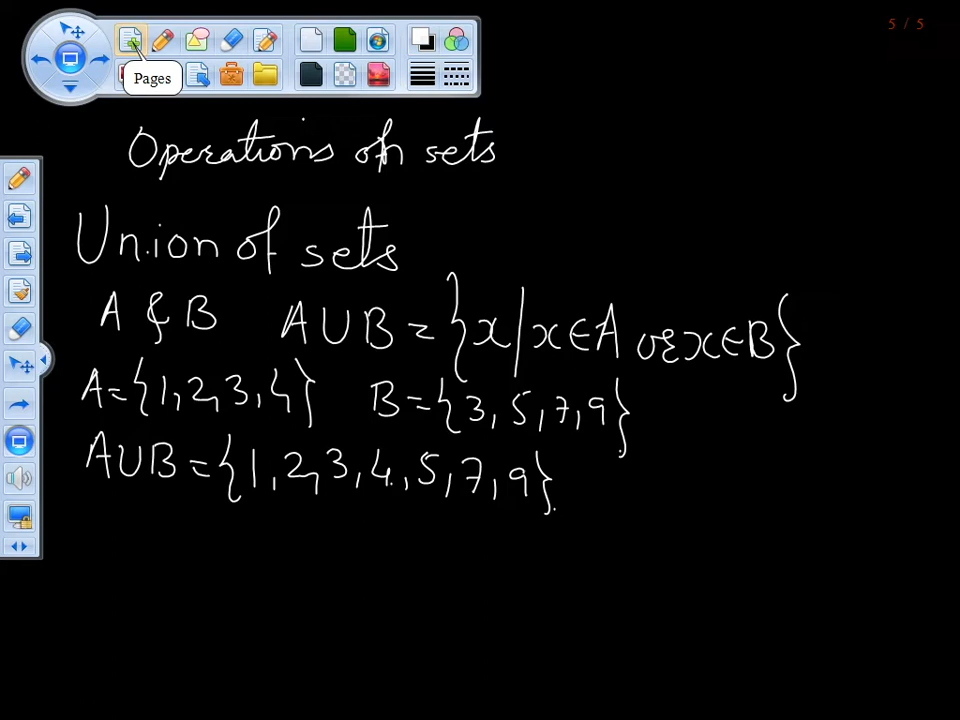 5 / 5
Pages
Operations on sets
Union of sets
A & B A∪B = {x/x∈A or x∈B}
A={1,2,3,4} B={3,5,7,9}
A∪B = {1,2,3,4,5,7,9}.